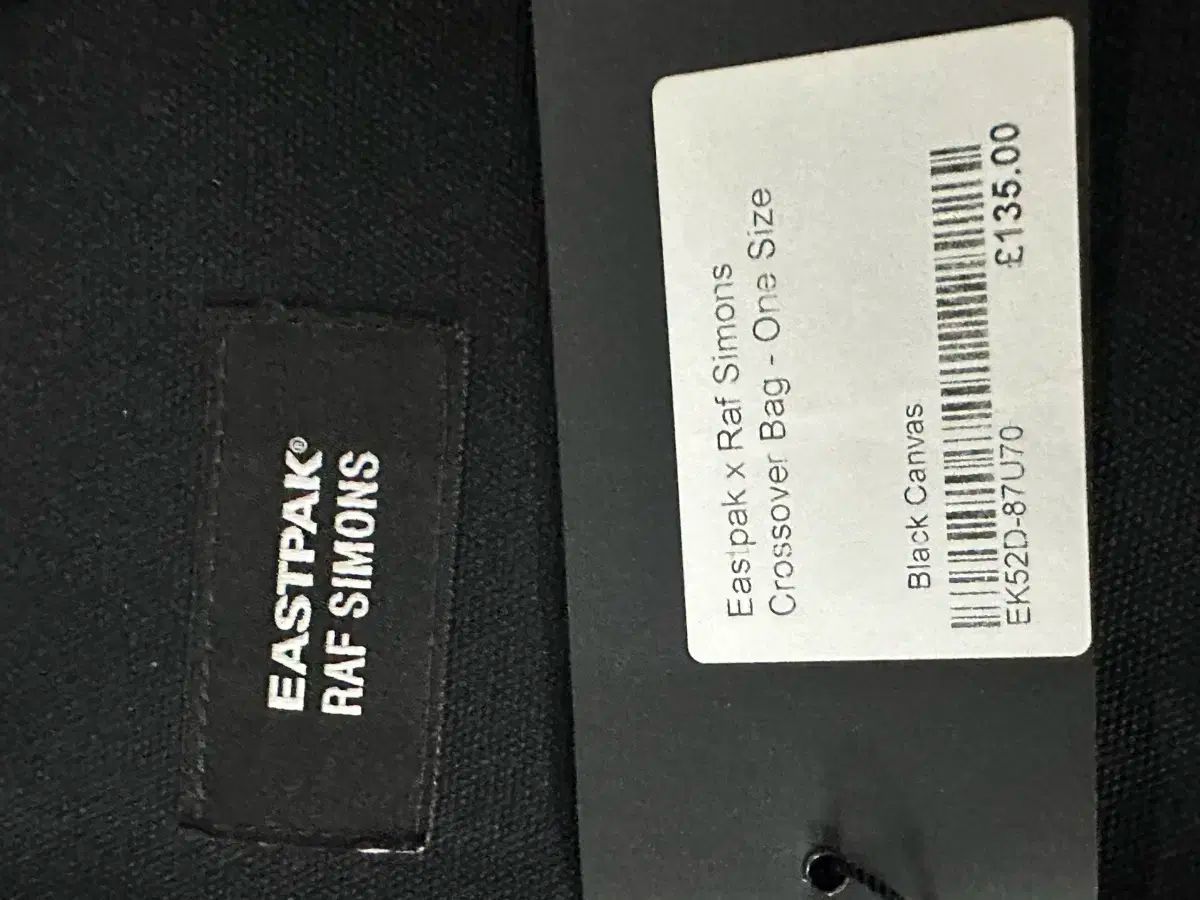 EASTPAK®
RAF SIMONS
Eastpak x Raf Simons
Crossover Bag - One Size
Black Canvas
EK52D-87U70
£135.00